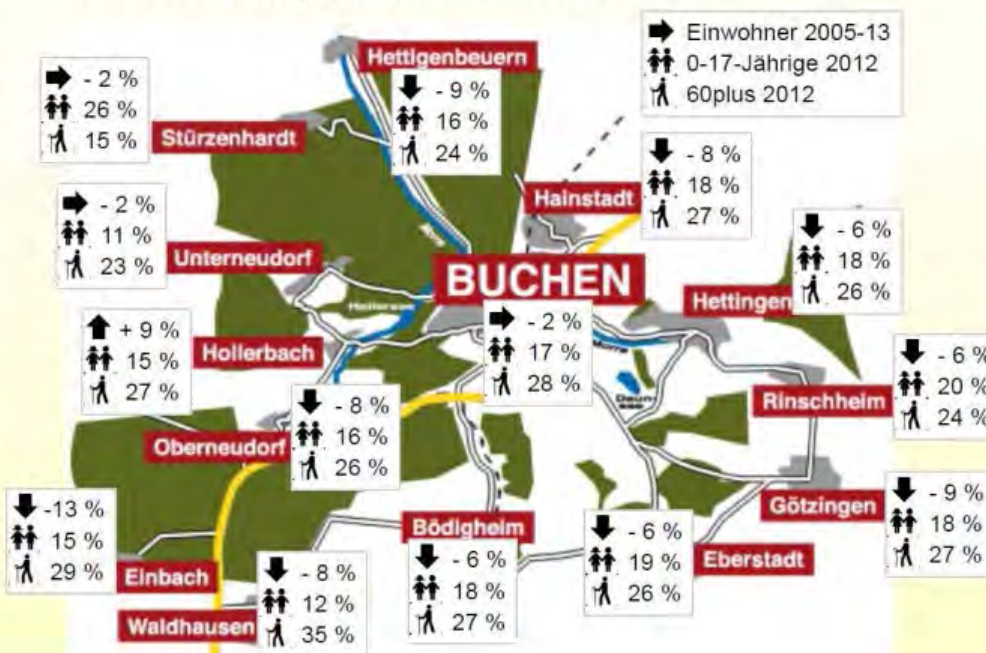 Einwohner 2005-13
0-17-Jährige 2012
60plus 2012
Hettigenbeuern
- 9 %
16 %
24 %
- 2 %
26 %
15 %
Stürzenhardt
Hainstadt
- 8 %
18 %
27 %
- 2 %
11 %
23 %
Unterneudorf
BUCHEN
- 2 %
17 %
28 %
Hettingen
- 6 %
18 %
26 %
+ 9 %
15 %
27 %
Hollerbach
Rinschheim
- 6 %
20 %
24 %
Oberneudorf
- 8 %
16 %
26 %
Götzingen
- 9 %
18 %
27 %
-13 %
15 %
29 %
Einbach
Bödigheim
- 6 %
18 %
27 %
- 6 %
19 %
26 %
Eberstadt
Waldhausen
- 8 %
12 %
35 %